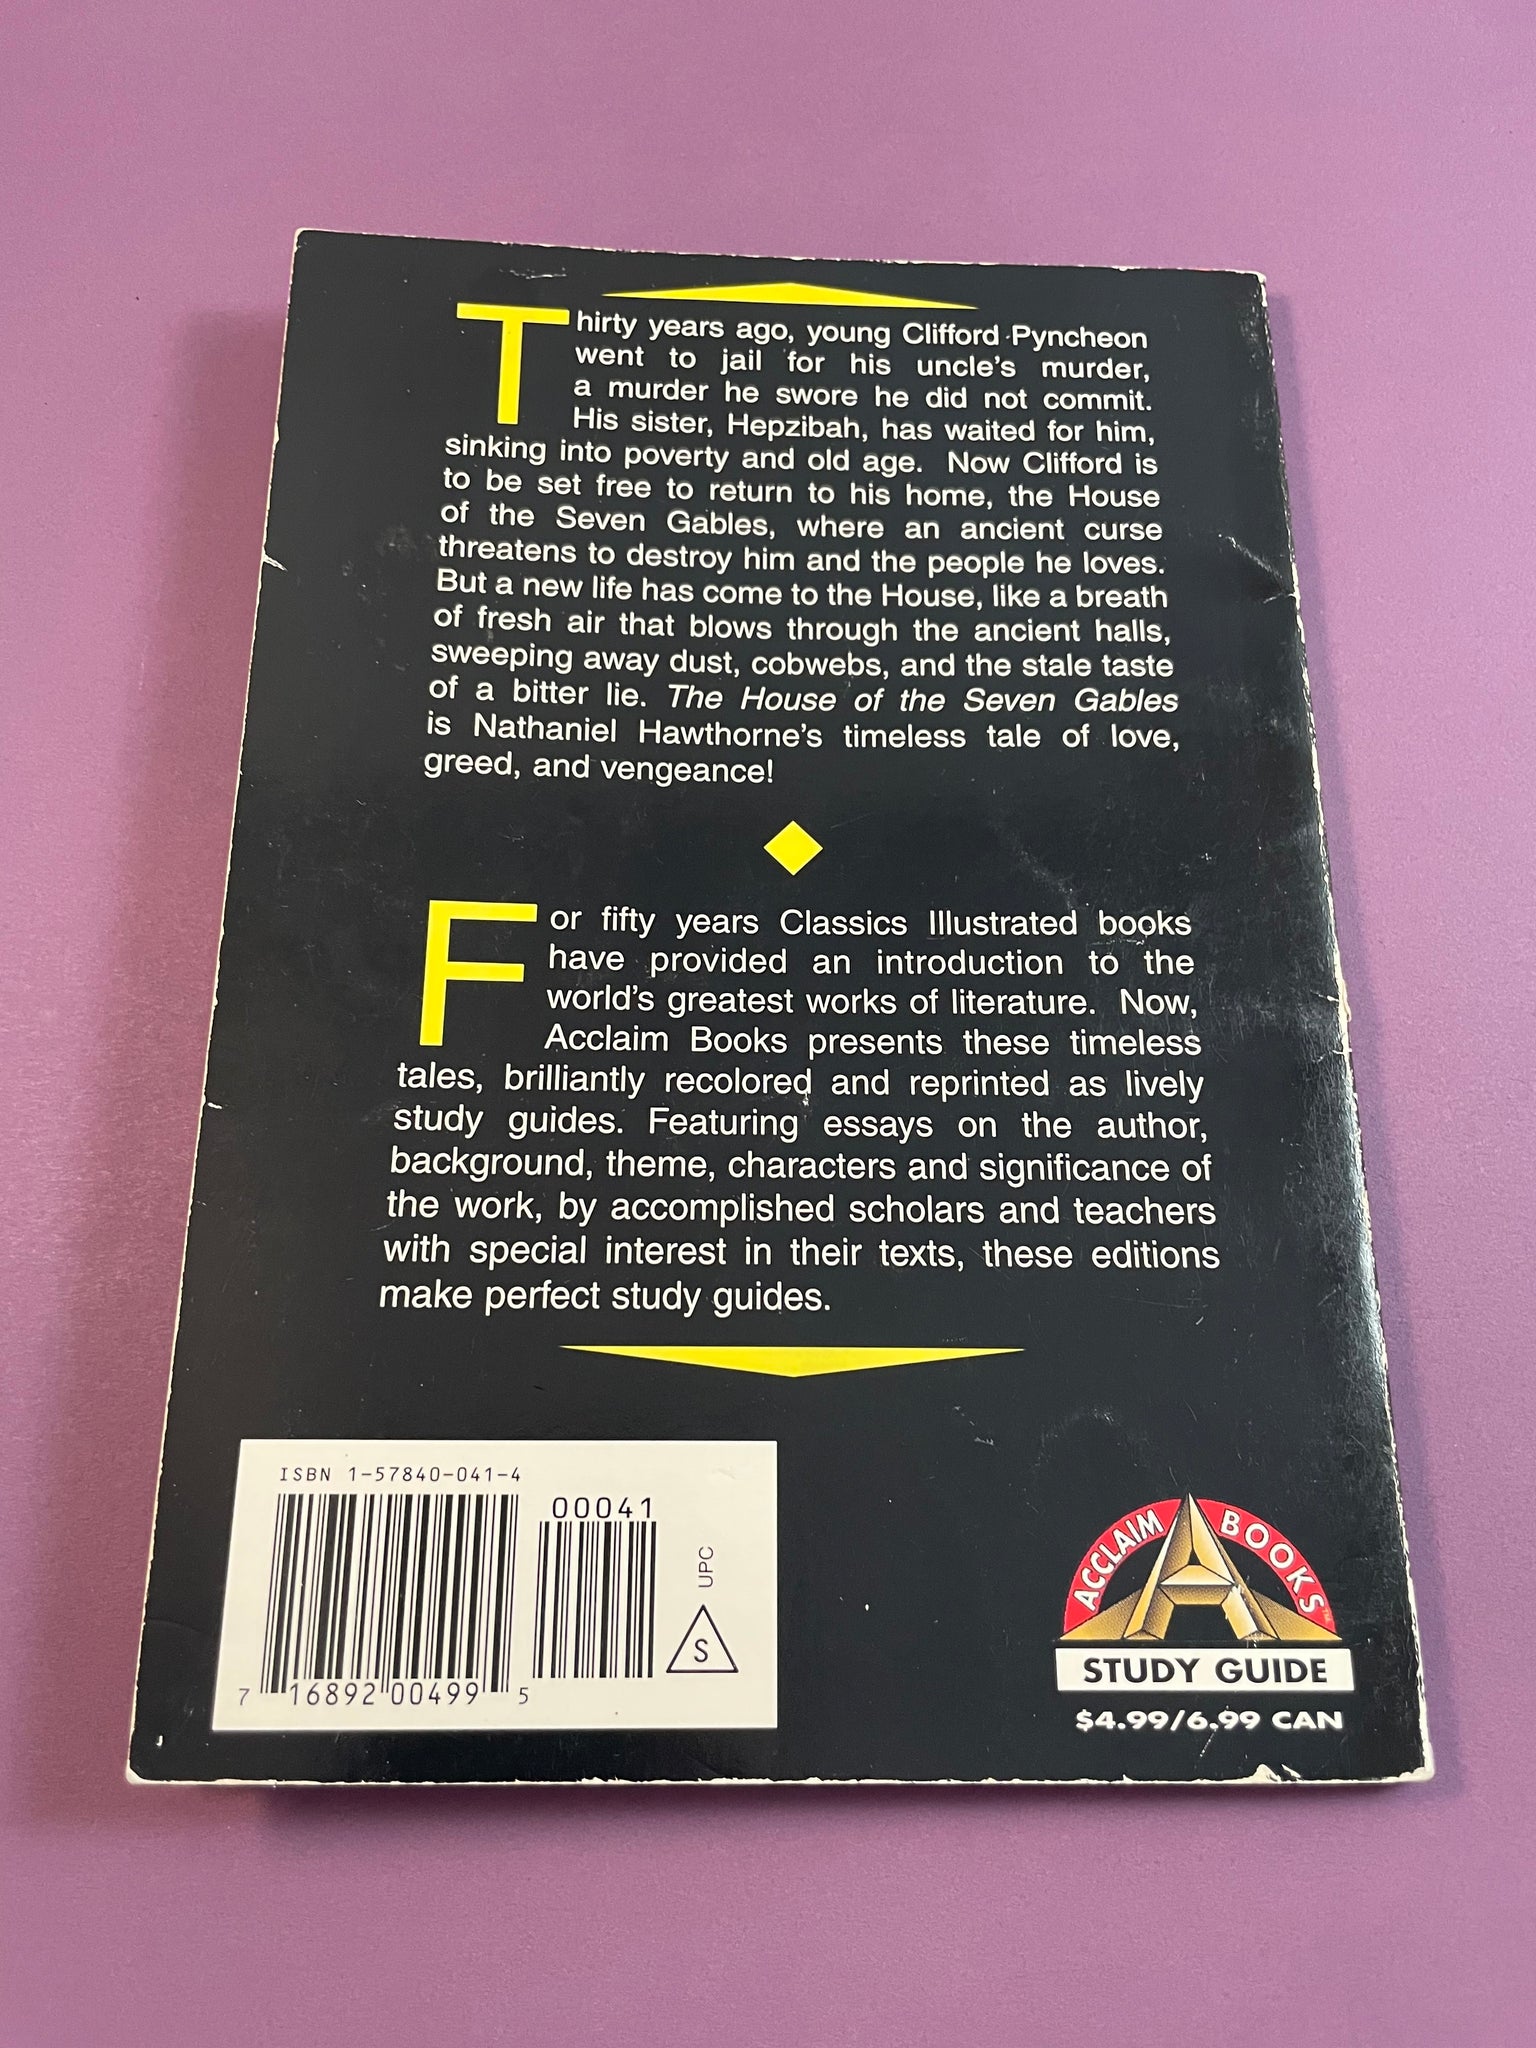 Thirty years ago, young Clifford Pyncheon
went to jail for his uncle's murder,
a murder he swore he did not commit.
His sister, Hepzibah, has waited for him,
sinking into poverty and old age. Now Clifford is
to be set free to return to his home, the House
of the Seven Gables, where an ancient curse
threatens to destroy him and the people he loves.
But a new life has come to the House, like a breath
of fresh air that blows through the ancient halls,
sweeping away dust, cobwebs, and the stale taste
of a bitter lie. The House of the Seven Gables
is Nathaniel Hawthorne's timeless tale of love,
greed, and vengeance!
For fifty years Classics Illustrated books
have provided an introduction to the
world's greatest works of literature. Now,
Acclaim Books presents these timeless
tales, brilliantly recolored and reprinted as lively
study guides. Featuring essays on the author,
background, theme, characters and significance of
the work, by accomplished scholars and teachers
with special interest in their texts, these editions
make perfect study guides.
ISBN 1-57840-041-4
00041
7 16892 00499 5
UPC
S
ACCLAIM BOOKS™
A
STUDY GUIDE
$4.99/6.99 CAN